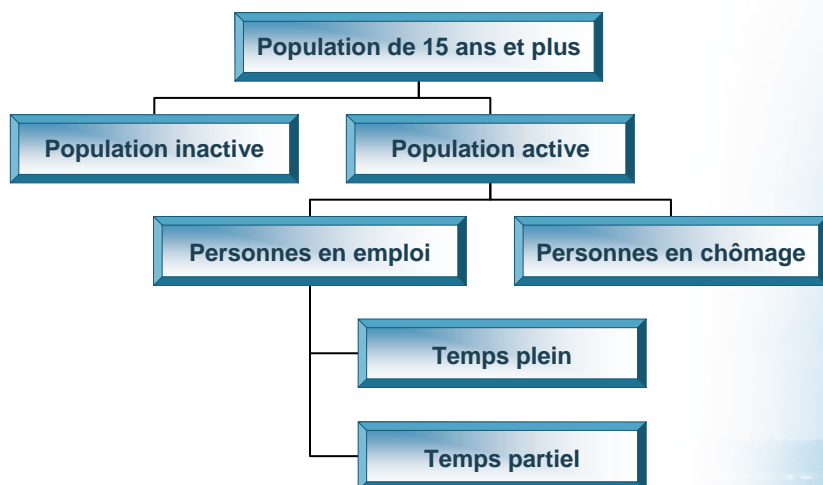 Population de 15 ans et plus
Population inactive
Population active
Personnes en emploi
Personnes en chômage
Temps plein
Temps partiel